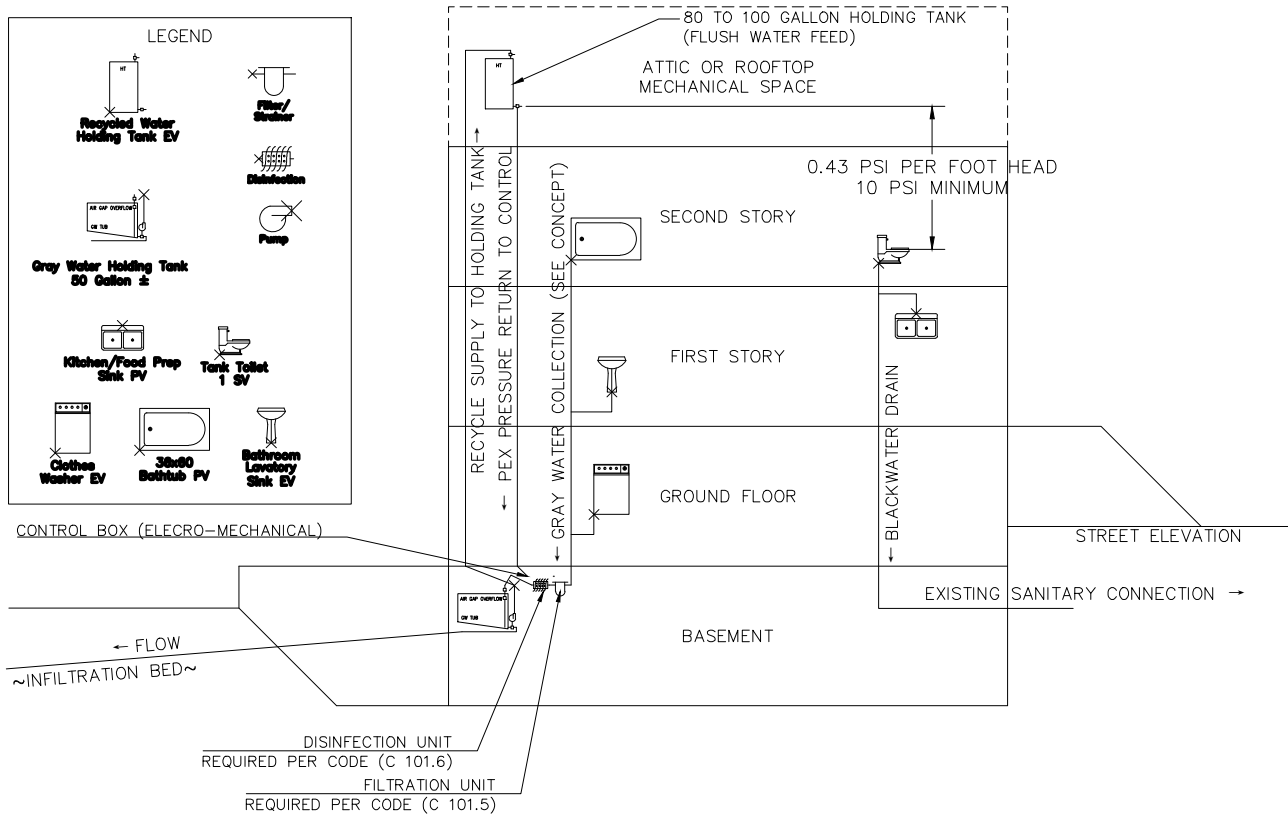 LEGEND
HT
Recycled Water
Holding Tank EV
Filter/
Strainer
Disinfection
AIR GAP OVERFLOW
GW TUB
Gray Water Holding Tank
50 Gallon ±
Pump
Kitchen/Food Prep
Sink PV
Tank Toilet
1 SV
Clothes
Washer EV
36x60
Bathtub PV
Bathroom
Lavatory
Sink EV
80 TO 100 GALLON HOLDING TANK
(FLUSH WATER FEED)
HT
ATTIC OR ROOFTOP
MECHANICAL SPACE
0.43 PSI PER FOOT HEAD
10 PSI MINIMUM
RECYCLE SUPPLY TO HOLDING TANK →
← PEX PRESSURE RETURN TO CONTROL
← GRAY WATER COLLECTION (SEE CONCEPT)
SECOND STORY
FIRST STORY
GROUND FLOOR
← BLACKWATER DRAIN
CONTROL BOX (ELECRO-MECHANICAL)
STREET ELEVATION
EXISTING SANITARY CONNECTION →
AIR GAP OVERFLOW
GW TUB
BASEMENT
← FLOW
~INFILTRATION BED~
DISINFECTION UNIT
REQUIRED PER CODE (C 101.6)
FILTRATION UNIT
REQUIRED PER CODE (C 101.5)